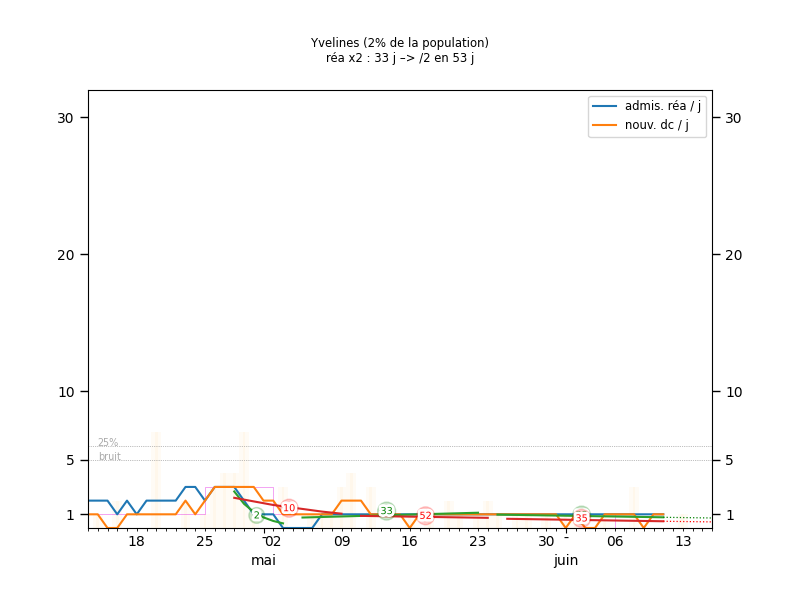 Yvelines (2% de la population)
réa x2 : 33 j –> /2 en 53 j
admis. réa / j
nouv. dc / j
30 30
20 20
10 10
25%
bruit
5 5
1 1
2 10 33 52 35
18 25 02 09 16 23 30 06 13
mai juin